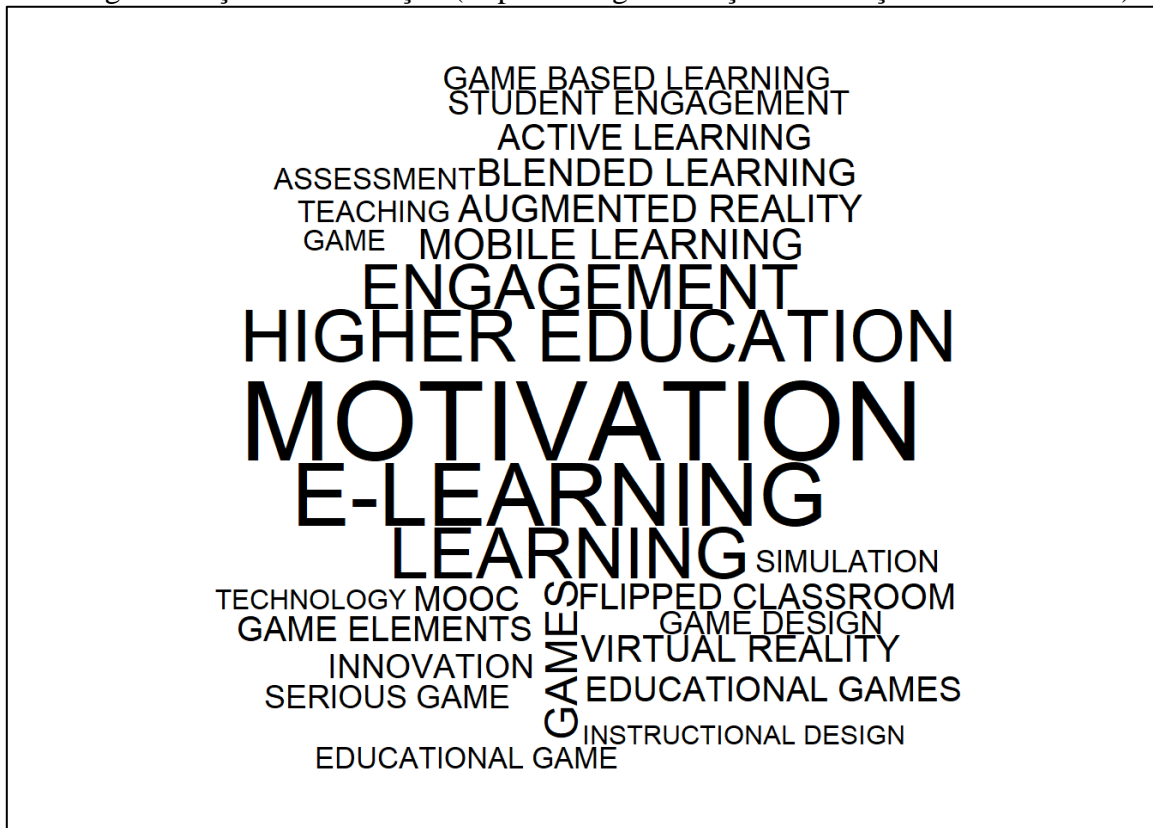 GAME BASED LEARNING
STUDENT ENGAGEMENT
ACTIVE LEARNING
ASSESSMENT BLENDED LEARNING
TEACHING AUGMENTED REALITY
GAME MOBILE LEARNING
ENGAGEMENT
HIGHER EDUCATION
MOTIVATION
E-LEARNING
LEARNING SIMULATION
TECHNOLOGY MOOC GAMES FLIPPED CLASSROOM
GAME ELEMENTS GAME DESIGN
INNOVATION VIRTUAL REALITY
SERIOUS GAME EDUCATIONAL GAMES
INSTRUCTIONAL DESIGN
EDUCATIONAL GAME